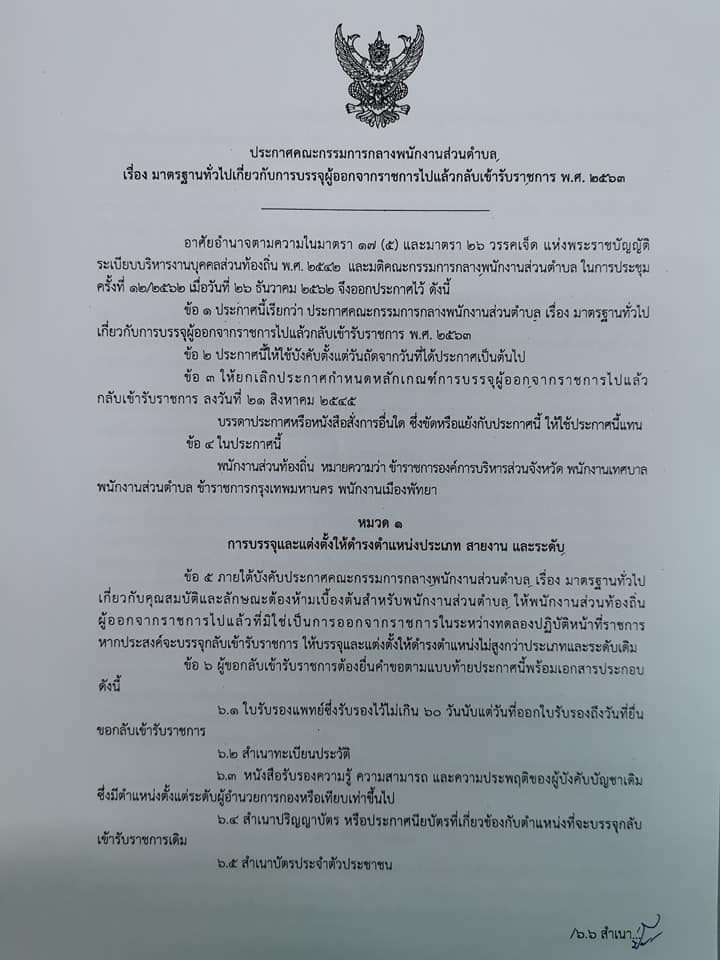 ประกาศคณะกรรมการกลางพนักงานส่วนตำบล
เรื่อง มาตรฐานทั่วไปเกี่ยวกับการบรรจุผู้ออกจากราชการไปแล้วกลับเข้ารับราชการ พ.ศ. ๒๕๖๓
อาศัยอำนาจตามความในมาตรา ๑๗ (๕) และมาตรา ๒๖ วรรคเจ็ด แห่งพระราชบัญญัติ
ระเบียบบริหารงานบุคคลส่วนท้องถิ่น พ.ศ. ๒๕๔๒ และมติคณะกรรมการกลางพนักงานส่วนตำบล ในการประชุม
ครั้งที่ ๑๒/๒๕๖๒ เมื่อวันที่ ๒๖ ธันวาคม ๒๕๖๒ จึงออกประกาศไว้ ดังนี้
ข้อ ๑ ประกาศนี้เรียกว่า ประกาศคณะกรรมการกลางพนักงานส่วนตำบล เรื่อง มาตรฐานทั่วไป
เกี่ยวกับการบรรจุผู้ออกจากราชการไปแล้วกลับเข้ารับราชการ พ.ศ. ๒๕๖๓
ข้อ ๒ ประกาศนี้ให้ใช้บังคับตั้งแต่วันถัดจากวันที่ได้ประกาศเป็นต้นไป
ข้อ ๓ ให้ยกเลิกประกาศกำหนดหลักเกณฑ์การบรรจุผู้ออกจากราชการไปแล้ว
กลับเข้ารับราชการ ลงวันที่ ๒๑ สิงหาคม ๒๕๔๕
บรรดาประกาศหรือหนังสือสั่งการอื่นใด ซึ่งขัดหรือแย้งกับประกาศนี้ ให้ใช้ประกาศนี้แทน
ข้อ ๔ ในประกาศนี้
พนักงานส่วนท้องถิ่น หมายความว่า ข้าราชการองค์การบริหารส่วนจังหวัด พนักงานเทศบาล
พนักงานส่วนตำบล ข้าราชการกรุงเทพมหานคร พนักงานเมืองพัทยา
หมวด ๑
การบรรจุและแต่งตั้งให้ดำรงตำแหน่งประเภท สายงาน และระดับ
ข้อ ๕ ภายใต้บังคับประกาศคณะกรรมการกลางพนักงานส่วนตำบล เรื่อง มาตรฐานทั่วไป
เกี่ยวกับคุณสมบัติและลักษณะต้องห้ามเบื้องต้นสำหรับพนักงานส่วนตำบล ให้พนักงานส่วนท้องถิ่น
ผู้ออกจากราชการไปแล้วที่มิใช่เป็นการออกจากราชการในระหว่างทดลองปฏิบัติหน้าที่ราชการ
หากประสงค์จะบรรจุกลับเข้ารับราชการ ให้บรรจุและแต่งตั้งให้ดำรงตำแหน่งไม่สูงกว่าประเภทและระดับเดิม
ข้อ ๖ ผู้ขอกลับเข้ารับราชการต้องยื่นคำขอตามแบบท้ายประกาศนี้พร้อมเอกสารประกอบ
ดังนี้
๖.๑ ใบรับรองแพทย์ซึ่งรับรองไว้ไม่เกิน ๖๐ วันนับแต่วันที่ออกใบรับรองถึงวันที่ยื่น
ขอกลับเข้ารับราชการ
๖.๒ สำเนาทะเบียนประวัติ
๖.๓ หนังสือรับรองความรู้ ความสามารถ และความประพฤติของผู้บังคับบัญชาเดิม
ซึ่งมีตำแหน่งตั้งแต่ระดับผู้อำนวยการกองหรือเทียบเท่าขึ้นไป
๖.๔ สำเนาปริญญาบัตร หรือประกาศนียบัตรที่เกี่ยวข้องกับตำแหน่งที่จะบรรจุกลับ
เข้ารับราชการเดิม
๖.๕ สำเนาบัตรประจำตัวประชาชน
/๖.๖ สำเนา...